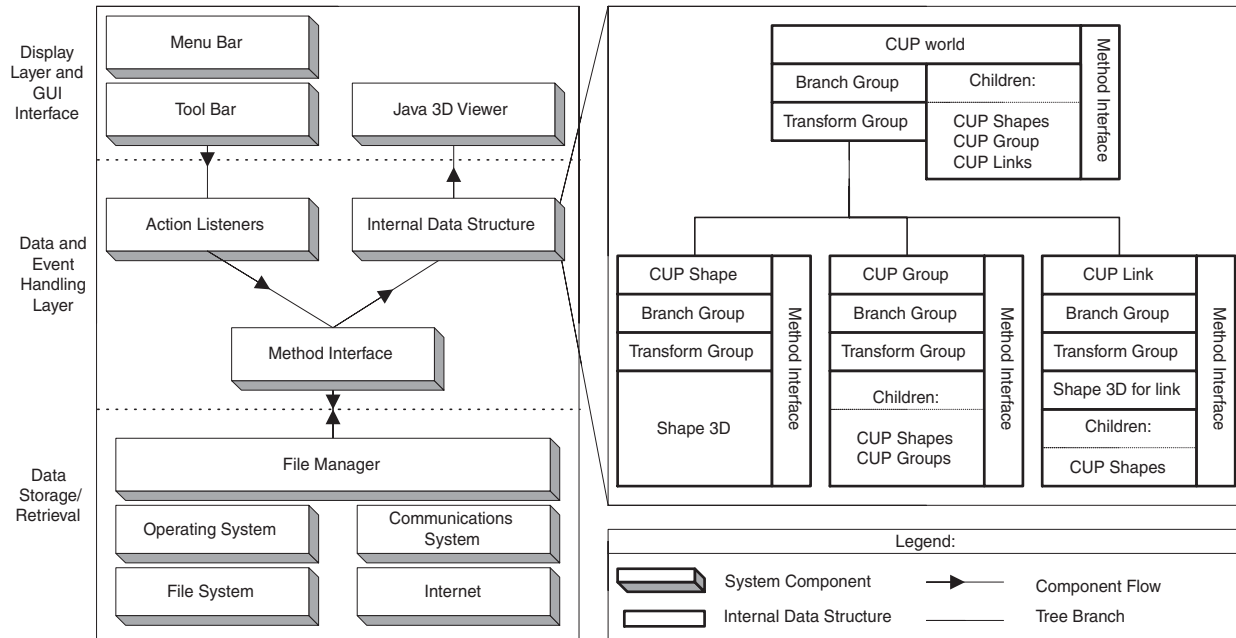 Display
Layer and
GUI
Interface
Menu Bar
Tool Bar
Java 3D Viewer
Data and
Event
Handling
Layer
Action Listeners
Internal Data Structure
Method Interface
Data
Storage/
Retrieval
File Manager
Operating System
Communications
System
File System
Internet
CUP world
Branch Group
Transform Group
Children:
CUP Shapes
CUP Group
CUP Links
Method Interface
CUP Shape
Branch Group
Transform Group
Shape 3D
Method Interface
CUP Group
Branch Group
Transform Group
Children:
CUP Shapes
CUP Groups
Method Interface
CUP Link
Branch Group
Transform Group
Shape 3D for link
Children:
CUP Shapes
Method Interface
Legend:
System Component
Component Flow
Internal Data Structure
Tree Branch